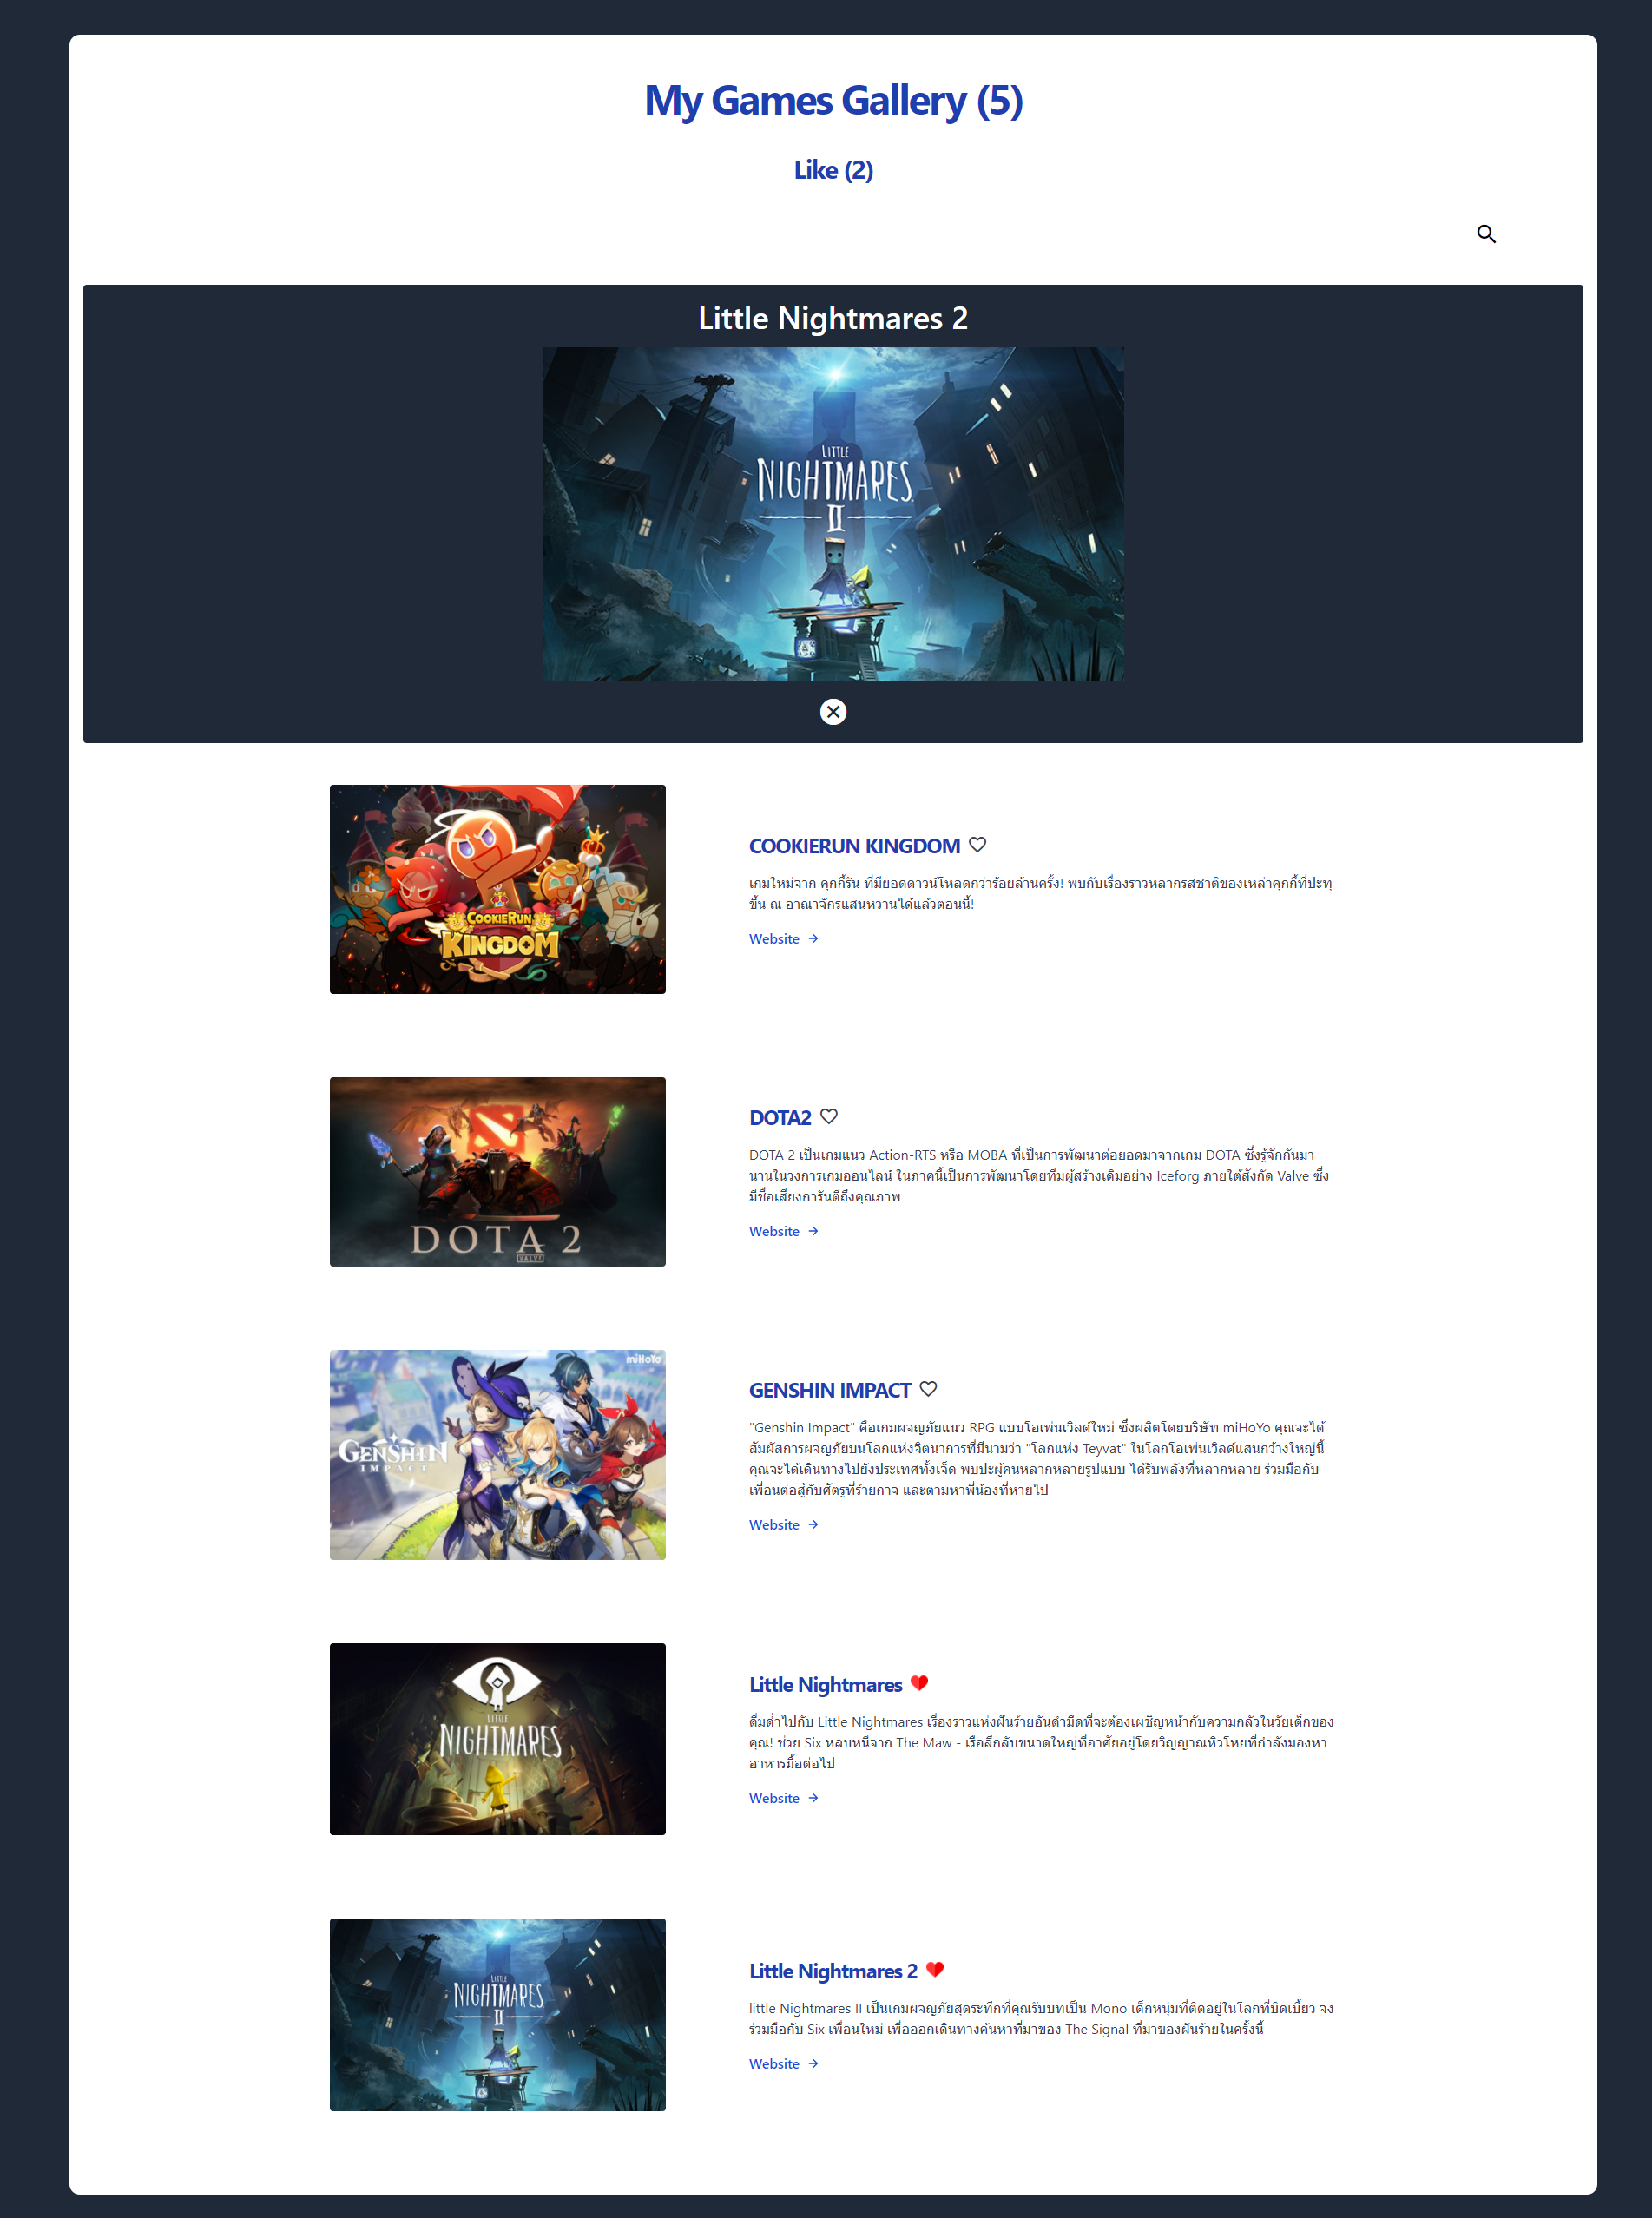 My Games Gallery (5)
Like (2)
Little Nightmares 2
LITTLE
NIGHTMARES
II
COOKIERUN
KINGDOM
COOKIERUN KINGDOM
เกมใหม่จาก คุกกี้รัน ที่มียอดดาวน์โหลดกว่าร้อยล้านครั้ง! พบกับเรื่องราวหลากรสชาติของเหล่าคุกกี้ที่ปะทุ
ขึ้น ณ อาณาจักรแสนหวานได้แล้วตอนนี้!
Website
DOTA 2
VALVE
DOTA2
DOTA 2 เป็นเกมแนว Action-RTS หรือ MOBA ที่เป็นการพัฒนาต่อยอดมาจากเกม DOTA ซึ่งรู้จักกันมา
นานในวงการเกมออนไลน์ ในภาคนี้เป็นการพัฒนาโดยทีมผู้สร้างเดิมอย่าง Iceforg ภายใต้สังกัด Valve ซึ่ง
มีชื่อเสียงการันตีถึงคุณภาพ
Website
miHoYo
GENSHIN
IMPACT
GENSHIN IMPACT
"Genshin Impact" คือเกมผจญภัยแนว RPG แบบโอเพ่นเวิลด์ใหม่ ซึ่งผลิตโดยบริษัท miHoYo คุณจะได้
สัมผัสการผจญภัยบนโลกแห่งจิตนาการที่มีนามว่า "โลกแห่ง Teyvat" ในโลกโอเพ่นเวิลด์แสนกว้างใหญ่นี้
คุณจะได้เดินทางไปยังประเทศทั้งเจ็ด พบปะผู้คนหลากหลายรูปแบบ ได้รับพลังที่หลากหลาย ร่วมมือกับ
เพื่อนต่อสู้กับศัตรูที่ร้ายกาจ และตามหาพี่น้องที่หายไป
Website
LITTLE
NIGHTMARES
Little Nightmares
ดื่มด่ำไปกับ Little Nightmares เรื่องราวแห่งฝันร้ายอันดำมืดที่จะต้องเผชิญหน้ากับความกลัวในวัยเด็กของ
คุณ! ช่วย Six หลบหนีจาก The Maw - เรือลึกลับขนาดใหญ่ที่อาศัยอยู่โดยวิญญาณหิวโหยที่กำลังมองหา
อาหารมื้อต่อไป
Website
LITTLE
NIGHTMARES
II
Little Nightmares 2
little Nightmares II เป็นเกมผจญภัยสุดระทึกที่คุณรับบทเป็น Mono เด็กหนุ่มที่ติดอยู่ในโลกที่บิดเบี้ยว จง
ร่วมมือกับ Six เพื่อนใหม่ เพื่อออกเดินทางค้นหาที่มาของ The Signal ที่มาของฝันร้ายในครั้งนี้
Website